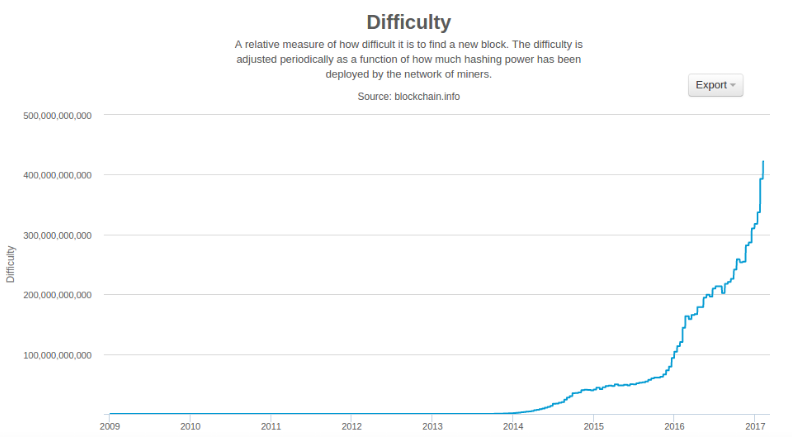 Difficulty
A relative measure of how difficult it is to find a new block. The difficulty is
adjusted periodically as a function of how much hashing power has been
deployed by the network of miners.
Source: blockchain.info
Export
500,000,000,000
400,000,000,000
300,000,000,000
200,000,000,000
100,000,000,000
Difficulty
2009 2010 2011 2012 2013 2014 2015 2016 2017